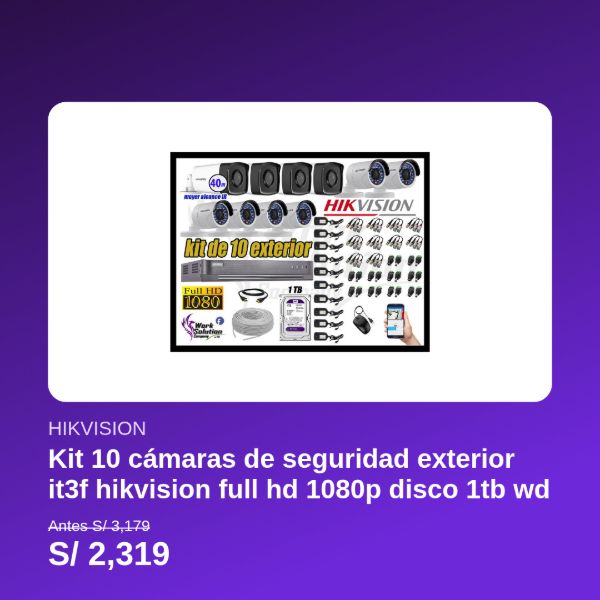 40m
mayor alcance IR
HIKVISION
kit de 10 exterior
Full HD
1080
1 TB
Work
Solution
HIKVISION
Kit 10 cámaras de seguridad exterior
it3f hikvision full hd 1080p disco 1tb wd
Antes S/ 3,179
S/ 2,319